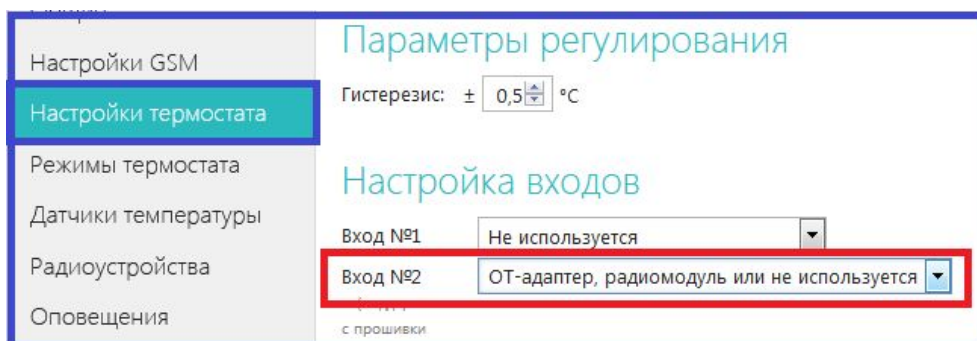 Настройки GSM
Настройки термостата
Режимы термостата
Датчики температуры
Радиоустройства
Оповещения
Параметры регулирования
Гистерезис: ± 0,5 °C
Настройка входов
Вход №1 Не используется
Вход №2 ОТ-адаптер, радиомодуль или не используется
с прошивки